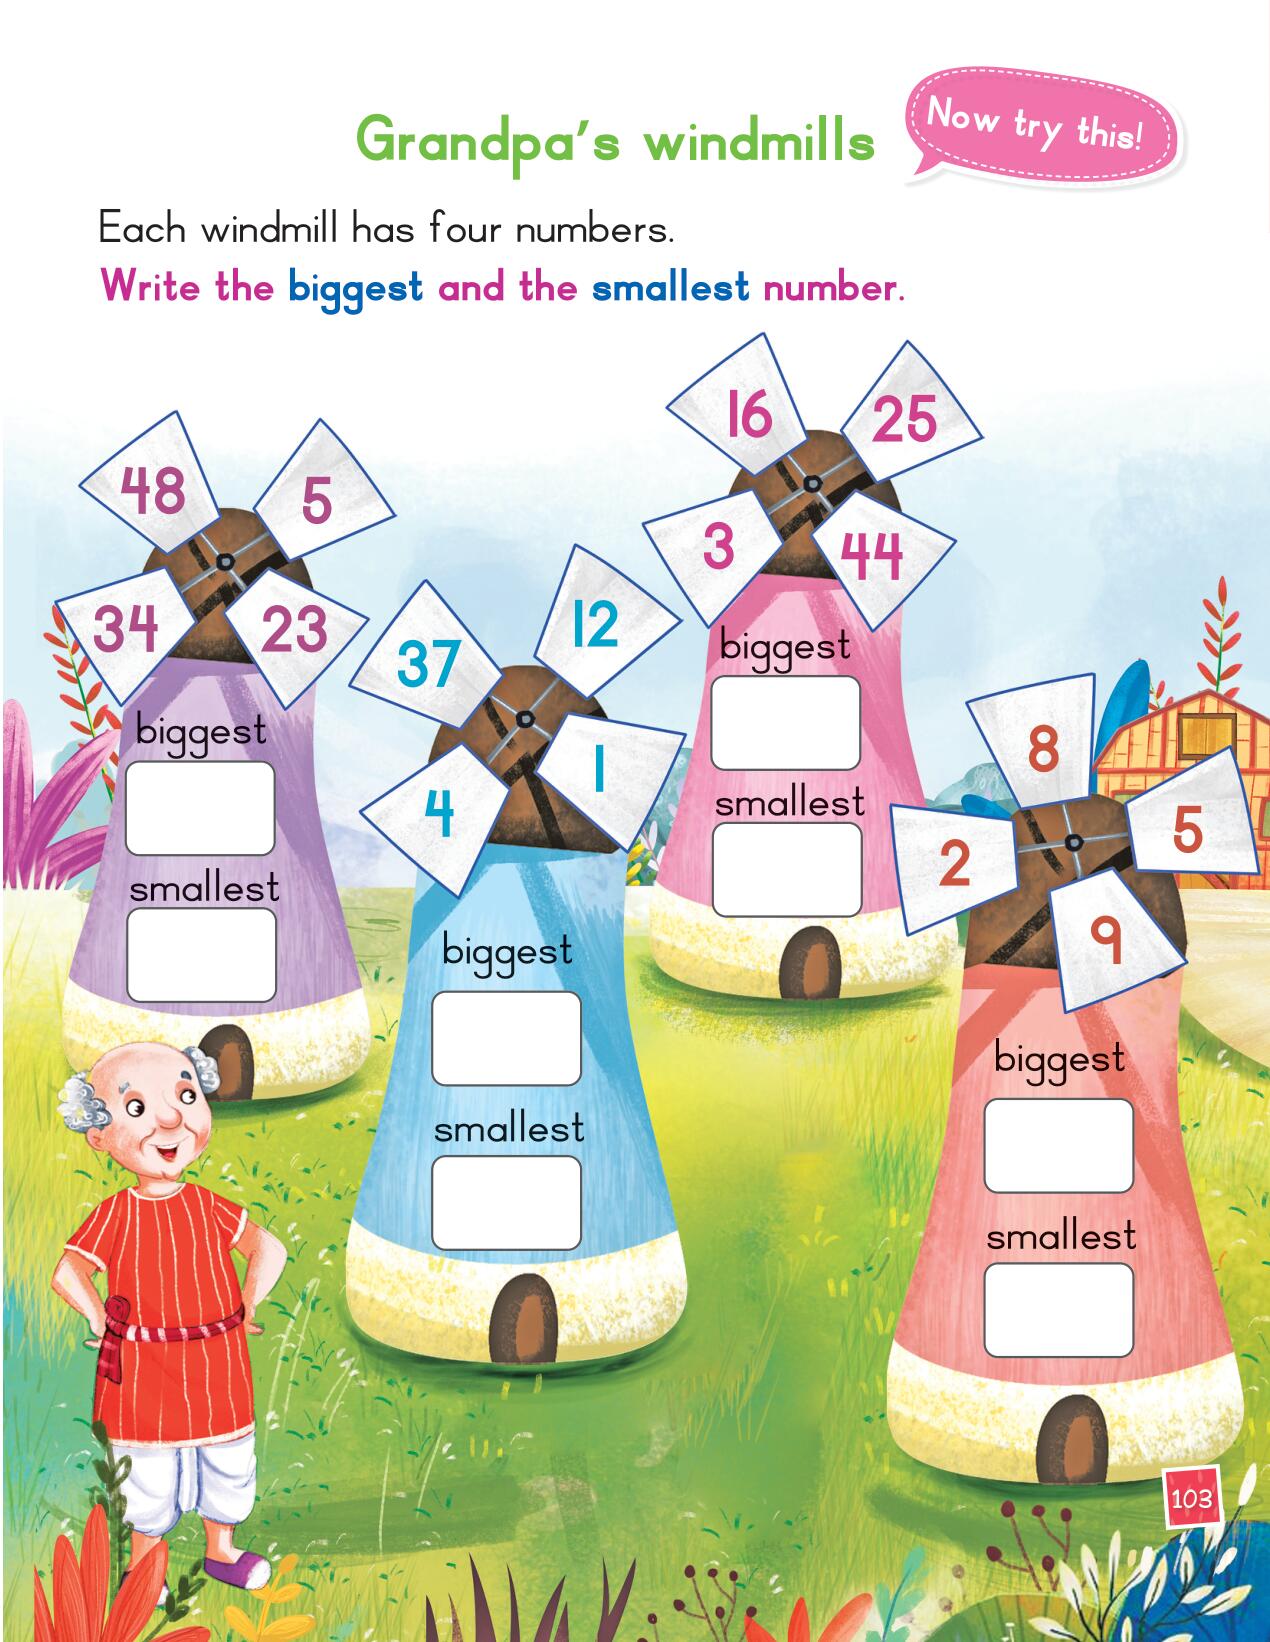 Grandpa's windmills
Now try this!
Each windmill has four numbers.
Write the biggest and the smallest number.
48
5
34
23
biggest
smallest
37
12
4
1
biggest
smallest
16
25
3
44
biggest
smallest
8
5
2
9
biggest
smallest
103